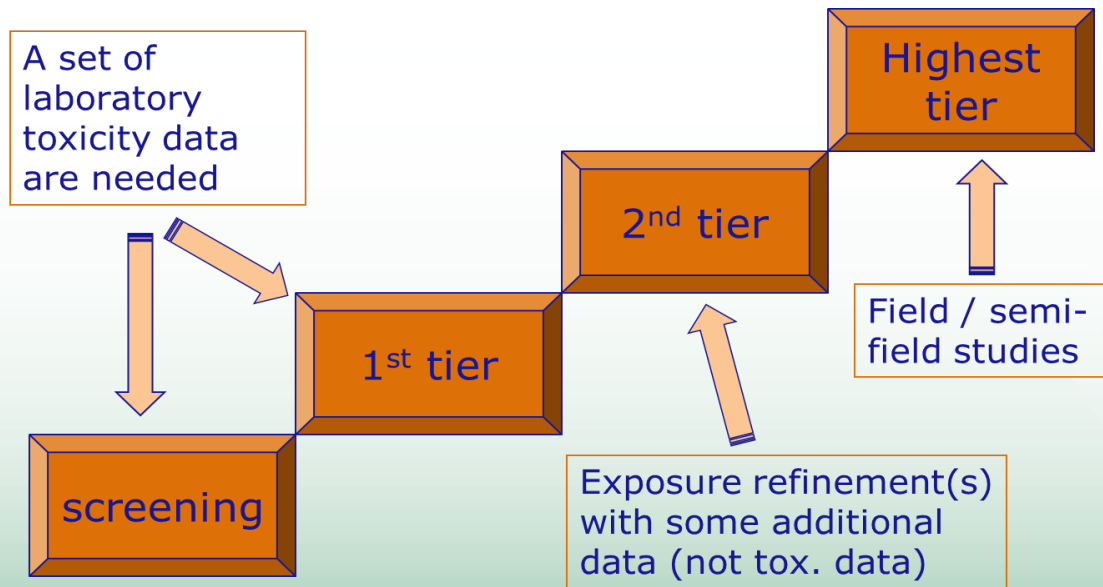 A set of
laboratory
toxicity data
are needed
Highest
tier
2nd tier
1st tier
screening
Field / semi-
field studies
Exposure refinement(s)
with some additional
data (not tox. data)